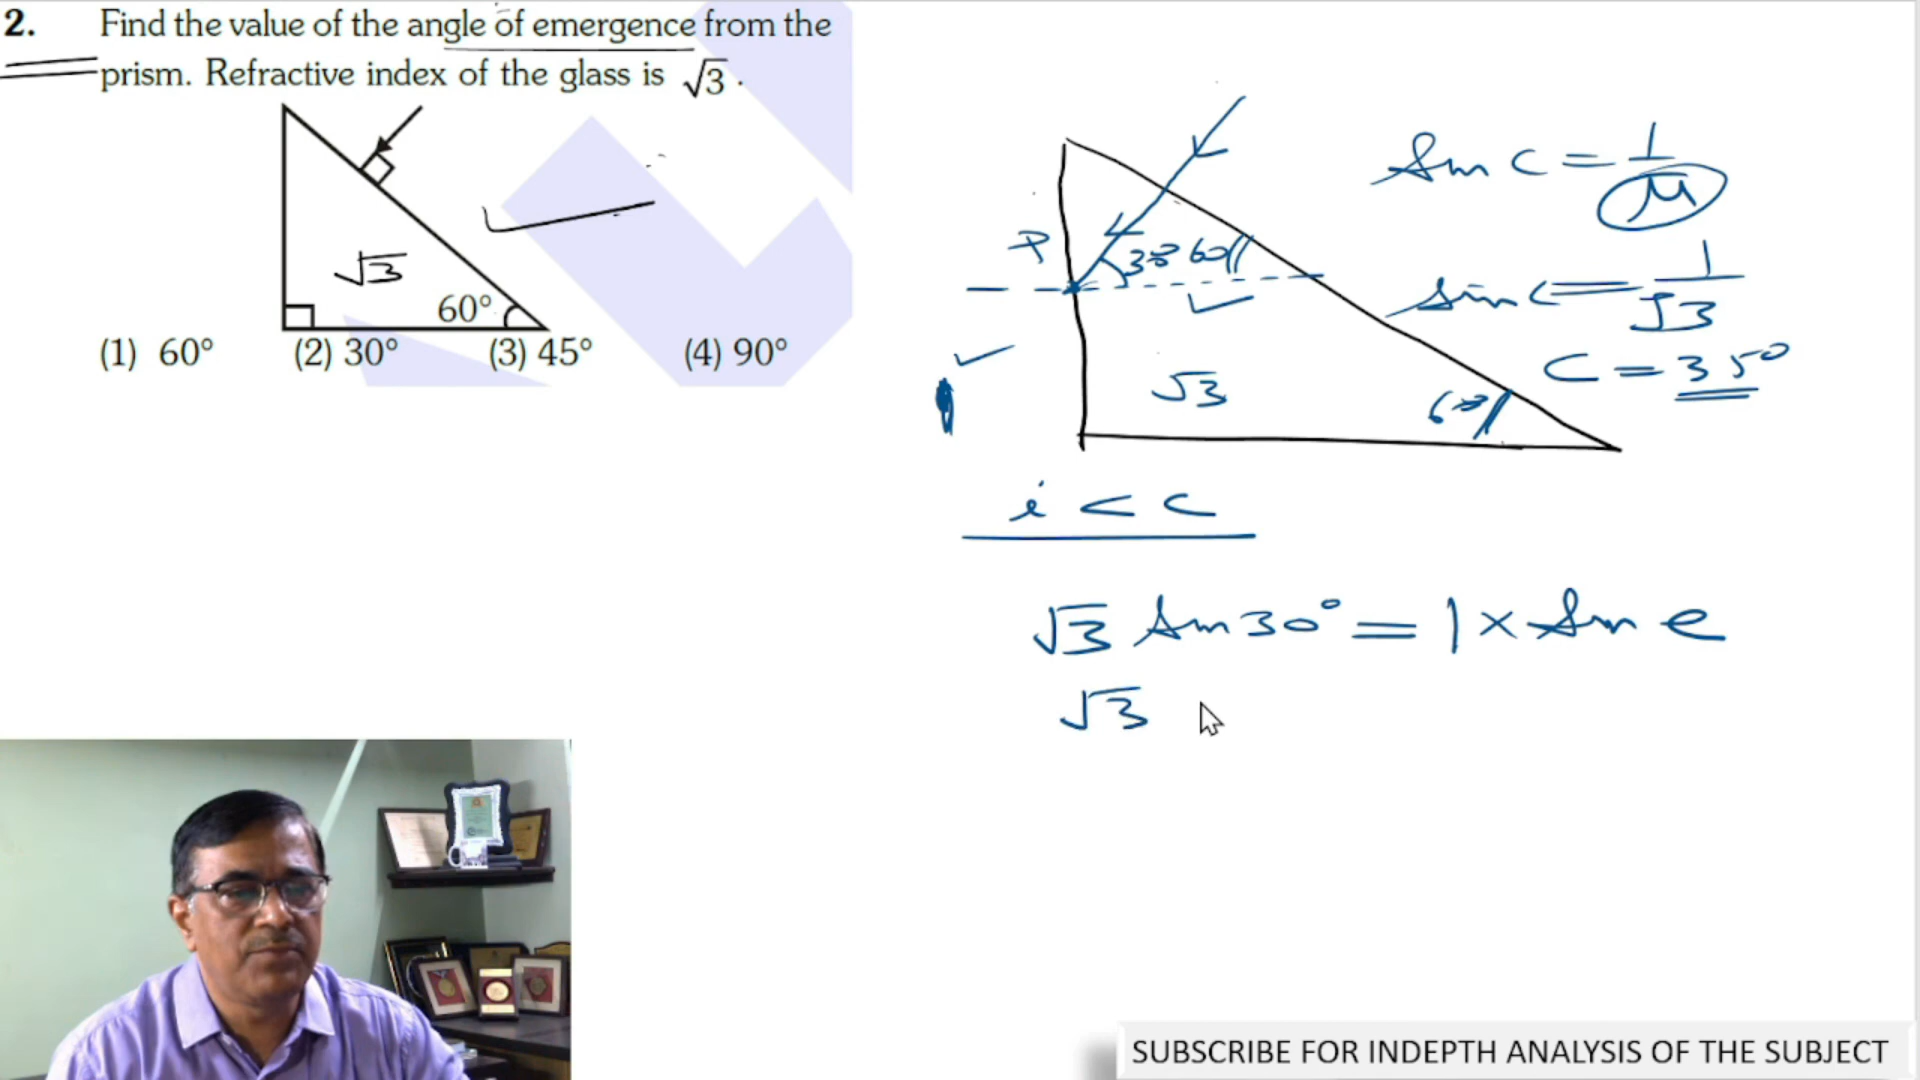 2. Find the value of the angle of emergence from the
prism. Refractive index of the glass is √3 .
√3
60°
(1) 60° (2) 30° (3) 45° (4) 90°
Sin C = 1/μ
P
30 60
Sin C = 1/√3
C = 35°
√3
60
i < c
√3 Sin 30° = 1 × Sin e
√3
SUBSCRIBE FOR INDEPTH ANALYSIS OF THE SUBJECT